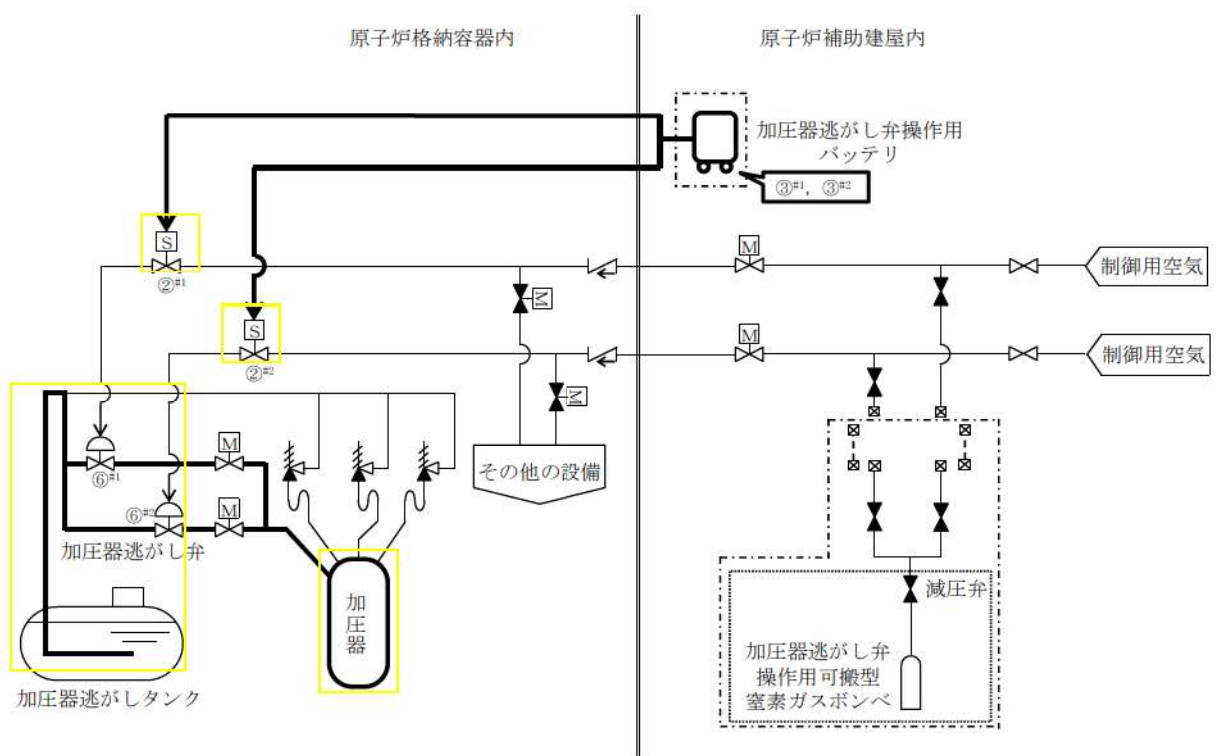 原子炉格納容器内
原子炉補助建屋内
加圧器逃がし弁操作用
バッテリ
③#1, ③#2
S
②#1
M
制御用空気
M
S
②#2
M
制御用空気
M
M
⑥#1
その他の設備
⑥#2
M
加圧器逃がし弁
減圧弁
加圧器
加圧器逃がし弁
操作用可搬型
窒素ガスボンベ
加圧器逃がしタンク